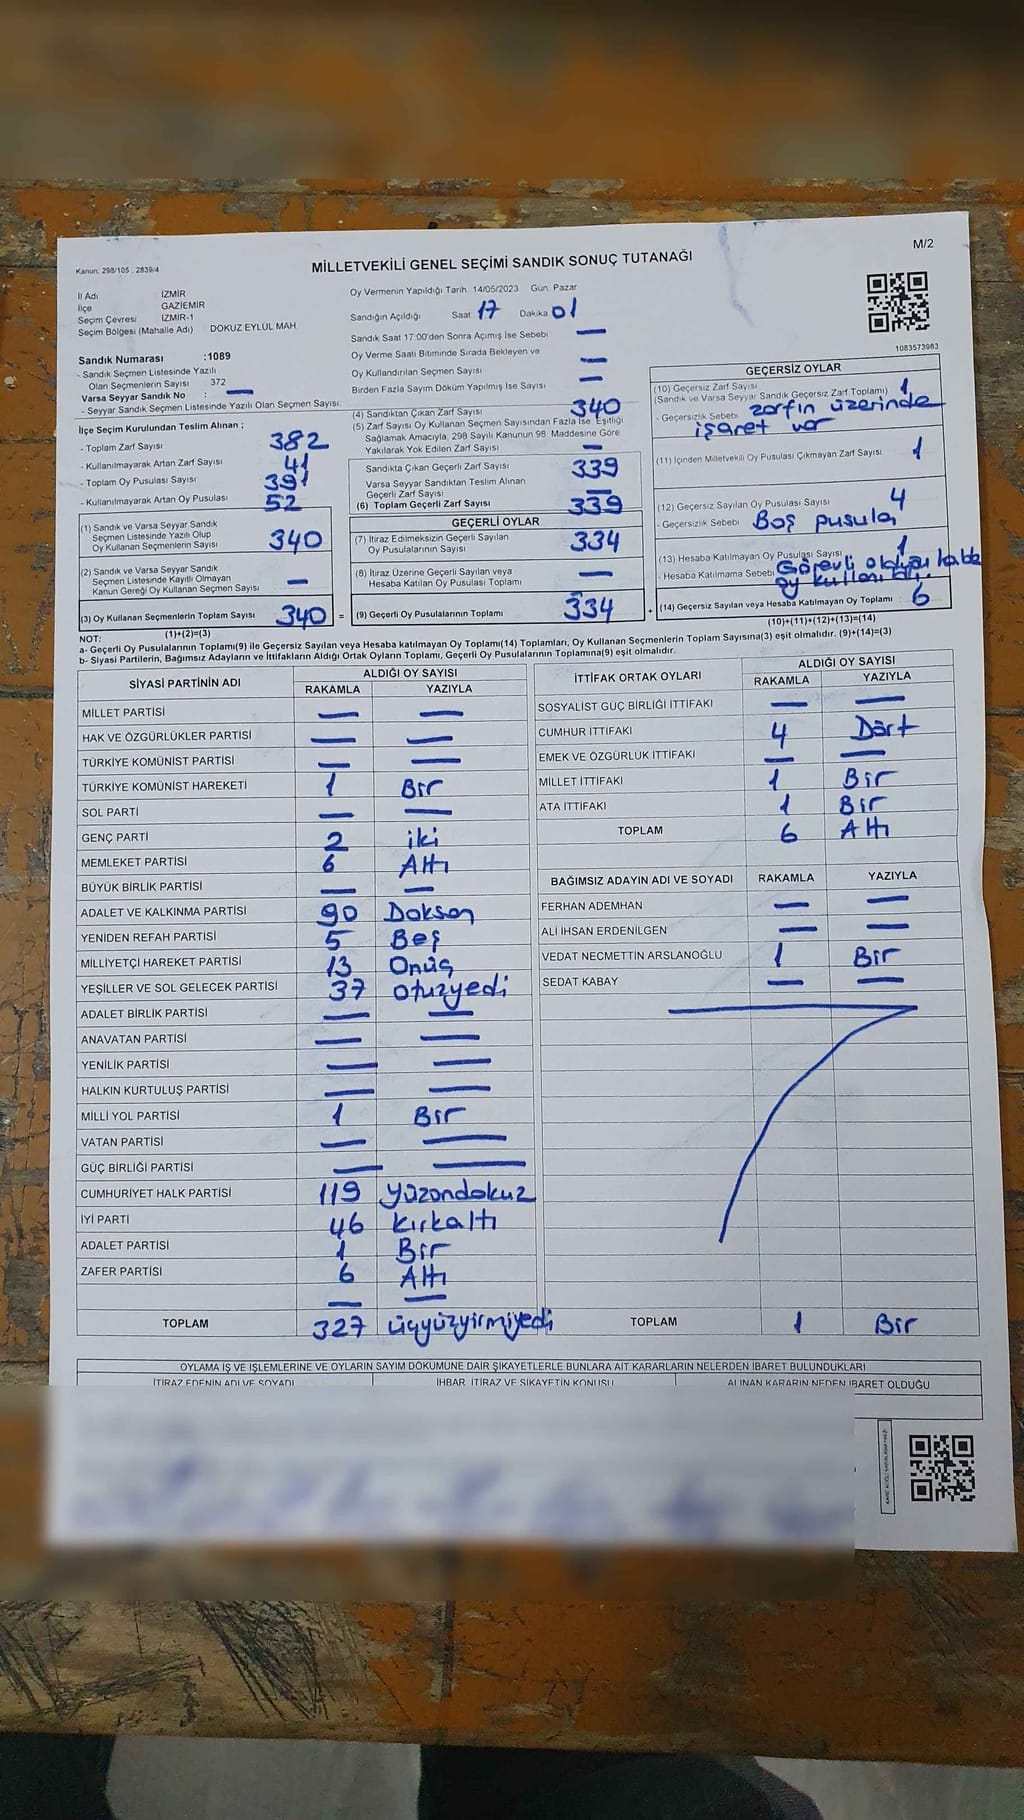 M/2
Kanun: 298/105 , 2839/4
MİLLETVEKİLİ GENEL SEÇİMİ SANDIK SONUÇ TUTANAĞI
İl Adı İZMİR
İlçe GAZİEMİR
Seçim Çevresi İZMİR-1
Seçim Bölgesi (Mahalle Adı) DOKUZ EYLÜL MAH.
Sandık Numarası :1089
- Sandık Seçmen Listesinde Yazılı
Olan Seçmenlerin Sayısı 372
Varsa Seyyar Sandık No : —
- Seyyar Sandık Seçmen Listesinde Yazılı Olan Seçmen Sayısı:
İlçe Seçim Kurulundan Teslim Alınan ;
- Toplam Zarf Sayısı 382
- Kullanılmayarak Artan Zarf Sayısı 41
- Toplam Oy Pusulası Sayısı 391
- Kullanılmayarak Artan Oy Pusulası 52
(1) Sandık ve Varsa Seyyar Sandık
Seçmen Listesinde Yazılı Olup
Oy Kullanan Seçmenlerin Sayısı 340
(2) Sandık ve Varsa Seyyar Sandık
Seçmen Listesinde Kayıtlı Olmayan
Kanun Gereği Oy Kullanan Seçmen Sayısı —
(3) Oy Kullanan Seçmenlerin Toplam Sayısı 340 =
(1)+(2)=(3)
Oy Vermenin Yapıldığı Tarih 14/05/2023 Gün: Pazar
Sandığın Açıldığı Saat: 17 Dakika: 01
Sandık Saat 17:00'den Sonra Açılmış İse Sebebi —
Oy Verme Saati Bitiminde Sırada Bekleyen ve
Oy Kullandırılan Seçmen Sayısı —
Birden Fazla Sayım Döküm Yapılmış İse Sayısı —
(4) Sandıktan Çıkan Zarf Sayısı 340
(5) Zarf Sayısı Oy Kullanan Seçmen Sayısından Fazla İse Eşitliği
Sağlamak Amacıyla, 298 Sayılı Kanunun 98. Maddesine Göre
Yakılarak Yok Edilen Zarf Sayısı —
Sandıkta Çıkan Geçerli Zarf Sayısı 339
Varsa Seyyar Sandıktan Teslim Alınan
Geçerli Zarf Sayısı —
(6) Toplam Geçerli Zarf Sayısı 339
GEÇERLİ OYLAR
(7) İtiraz Edilmeksizin Geçerli Sayılan
Oy Pusulalarının Sayısı 334
(8) İtiraz Üzerine Geçerli Sayılan veya
Hesaba Katılan Oy Pusulası Toplamı —
(9) Geçerli Oy Pusulalarının Toplamı 334 +
1083573983
GEÇERSİZ OYLAR
(10) Geçersiz Zarf Sayısı 1
(Sandık ve Varsa Seyyar Sandık Geçersiz Zarf Toplamı)
- Geçersizlik Sebebi zarfın üzerinde
işaret var
(11) İçinden Milletvekili Oy Pusulası Çıkmayan Zarf Sayısı 1
(12) Geçersiz Sayılan Oy Pusulası Sayısı 4
- Geçersizlik Sebebi Boş pusula
(13) Hesaba Katılmayan Oy Pusulası Sayısı 1
- Hesaba Katılmama Sebebi Görevli olduğu halde
oy kullanıldı.
(14) Geçersiz Sayılan veya Hesaba Katılmayan Oy Toplamı : 6
(10)+(11)+(12)+(13)=(14)
NOT:
a- Geçerli Oy Pusulalarının Toplamı(9) ile Geçersiz Sayılan veya Hesaba katılmayan Oy Toplamı(14) Toplamları, Oy Kullanan Seçmenlerin Toplam Sayısına(3) eşit olmalıdır. (9)+(14)=(3)
b- Siyasi Partilerin, Bağımsız Adayların ve İttifakların Aldığı Ortak Oyların Toplamı, Geçerli Oy Pusulalarının Toplamına(9) eşit olmalıdır.
SİYASİ PARTİNİN ADI ALDIĞI OY SAYISI
RAKAMLA YAZIYLA
MİLLET PARTİSİ — —
HAK VE ÖZGÜRLÜKLER PARTİSİ — —
TÜRKİYE KOMÜNİST PARTİSİ — —
TÜRKİYE KOMÜNİST HAREKETİ 1 Bir
SOL PARTİ — —
GENÇ PARTİ 2 iki
MEMLEKET PARTİSİ 6 Altı
BÜYÜK BİRLİK PARTİSİ — —
ADALET VE KALKINMA PARTİSİ 90 Doksan
YENİDEN REFAH PARTİSİ 5 Beş
MİLLİYETÇİ HAREKET PARTİSİ 13 Onüç
YEŞİLLER VE SOL GELECEK PARTİSİ 37 otuzyedi
ADALET BİRLİK PARTİSİ — —
ANAVATAN PARTİSİ — —
YENİLİK PARTİSİ — —
HALKIN KURTULUŞ PARTİSİ — —
MİLLİ YOL PARTİSİ 1 Bir
VATAN PARTİSİ — —
GÜÇ BİRLİĞİ PARTİSİ — —
CUMHURİYET HALK PARTİSİ 119 yüzondokuz
İYİ PARTİ 46 kırkaltı
ADALET PARTİSİ 1 Bir
ZAFER PARTİSİ 6 Altı
— —
TOPLAM 327 üçyüzyirmiyedi
İTTİFAK ORTAK OYLARI ALDIĞI OY SAYISI
RAKAMLA YAZIYLA
SOSYALİST GÜÇ BİRLİĞİ İTTİFAKI — —
CUMHUR İTTİFAKI 4 Dört
EMEK VE ÖZGÜRLÜK İTTİFAKI — —
MİLLET İTTİFAKI 1 Bir
ATA İTTİFAKI 1 Bir
TOPLAM 6 Altı
BAĞIMSIZ ADAYIN ADI VE SOYADI RAKAMLA YAZIYLA
FERHAN ADEMHAN — —
ALİ İHSAN ERDENİLGEN — —
VEDAT NECMETTİN ARSLANOĞLU 1 Bir
SEDAT KABAY — —
TOPLAM 1 Bir
OYLAMA İŞ VE İŞLEMLERİNE VE OYLARIN SAYIM DÖKÜMÜNE DAİR ŞİKAYETLERLE BUNLARA AİT KARARLARIN NELERDEN İBARET BULUNDUKLARI
İTİRAZ EDENİN ADI VE SOYADI İHBAR, İTİRAZ VE ŞİKAYETİN KONUSU ALINAN KARARIN NEDEN İBARET OLDUĞU